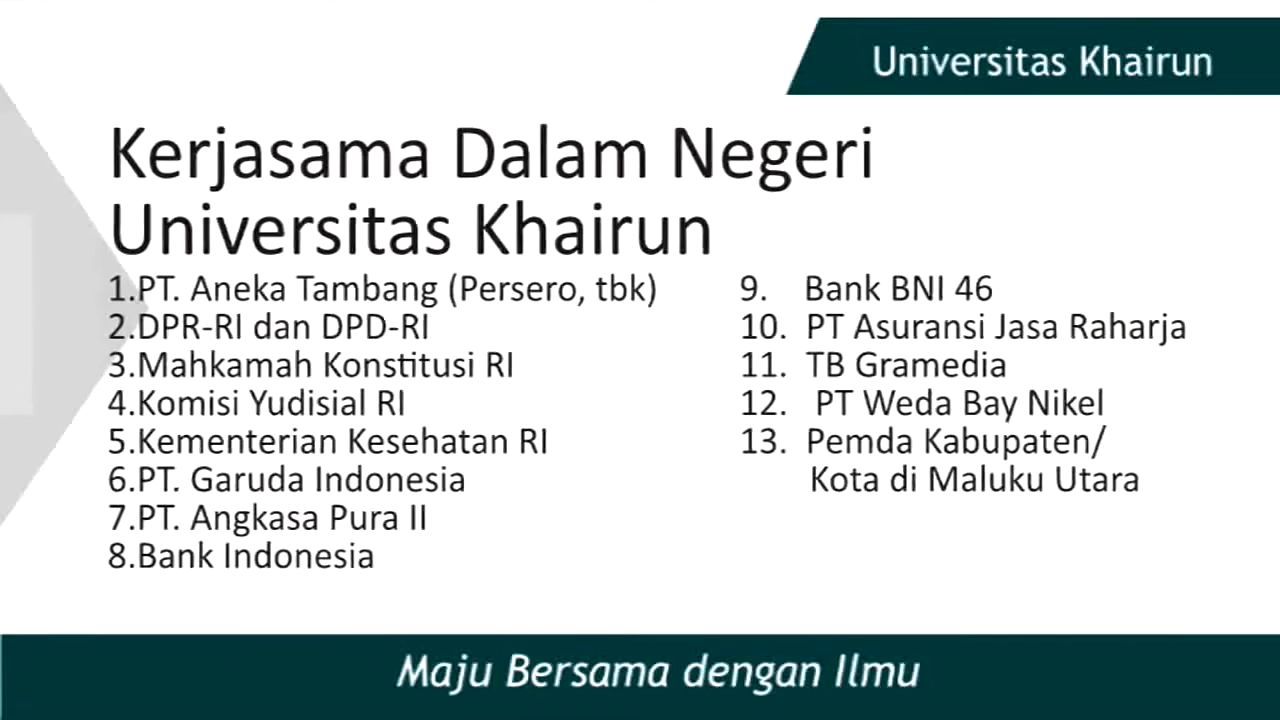 Universitas Khairun
Kerjasama Dalam Negeri
Universitas Khairun
1.PT. Aneka Tambang (Persero, tbk)
2.DPR-RI dan DPD-RI
3.Mahkamah Konstitusi RI
4.Komisi Yudisial RI
5.Kementerian Kesehatan RI
6.PT. Garuda Indonesia
7.PT. Angkasa Pura II
8.Bank Indonesia
9. Bank BNI 46
10. PT Asuransi Jasa Raharja
11. TB Gramedia
12. PT Weda Bay Nikel
13. Pemda Kabupaten/
Kota di Maluku Utara
Maju Bersama dengan Ilmu